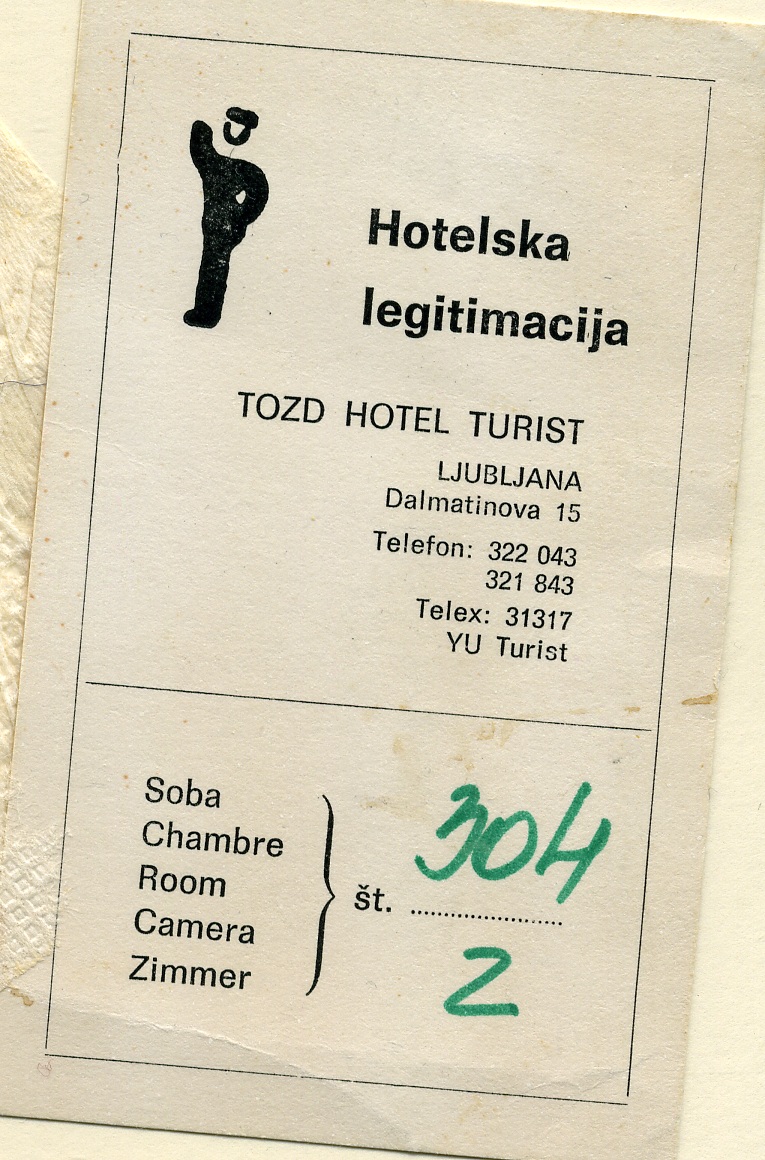 Hotelska
legitimacija
TOZD HOTEL TURIST
LJUBLJANA
Dalmatinova 15
Telefon: 322 043
321 843
Telex: 31317
YU Turist
Soba
Chambre
Room
Camera
Zimmer
št. 304
2